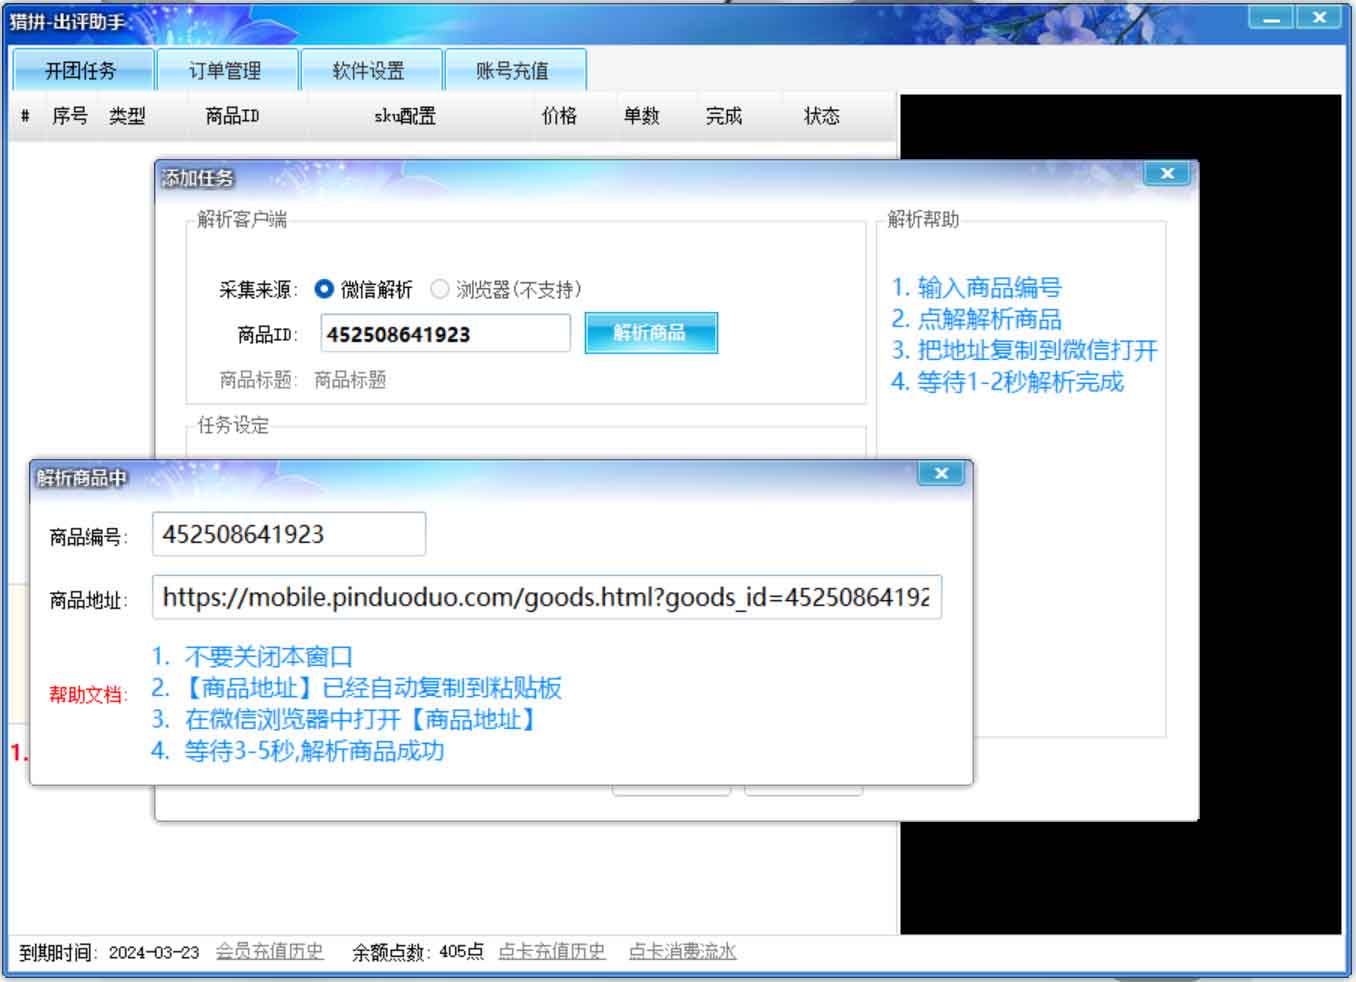 猎拼-出评助手
开团任务 订单管理 软件设置 账号充值
# 序号 类型 商品ID sku配置 价格 单数 完成 状态
添加任务
解析客户端
采集来源: 微信解析 浏览器(不支持)
商品ID: 452508641923 解析商品
商品标题: 商品标题
任务设定
解析帮助
1. 输入商品编号
2. 点解解析商品
3. 把地址复制到微信打开
4. 等待1-2秒解析完成
解析商品中
商品编号: 452508641923
商品地址: https://mobile.pinduoduo.com/goods.html?goods_id=45250864192
帮助文档:
1. 不要关闭本窗口
2. 【商品地址】已经自动复制到粘贴板
3. 在微信浏览器中打开【商品地址】
4. 等待3-5秒,解析商品成功
1.
到期时间: 2024-03-23 会员充值历史 余额点数: 405点 点卡充值历史 点卡消费流水